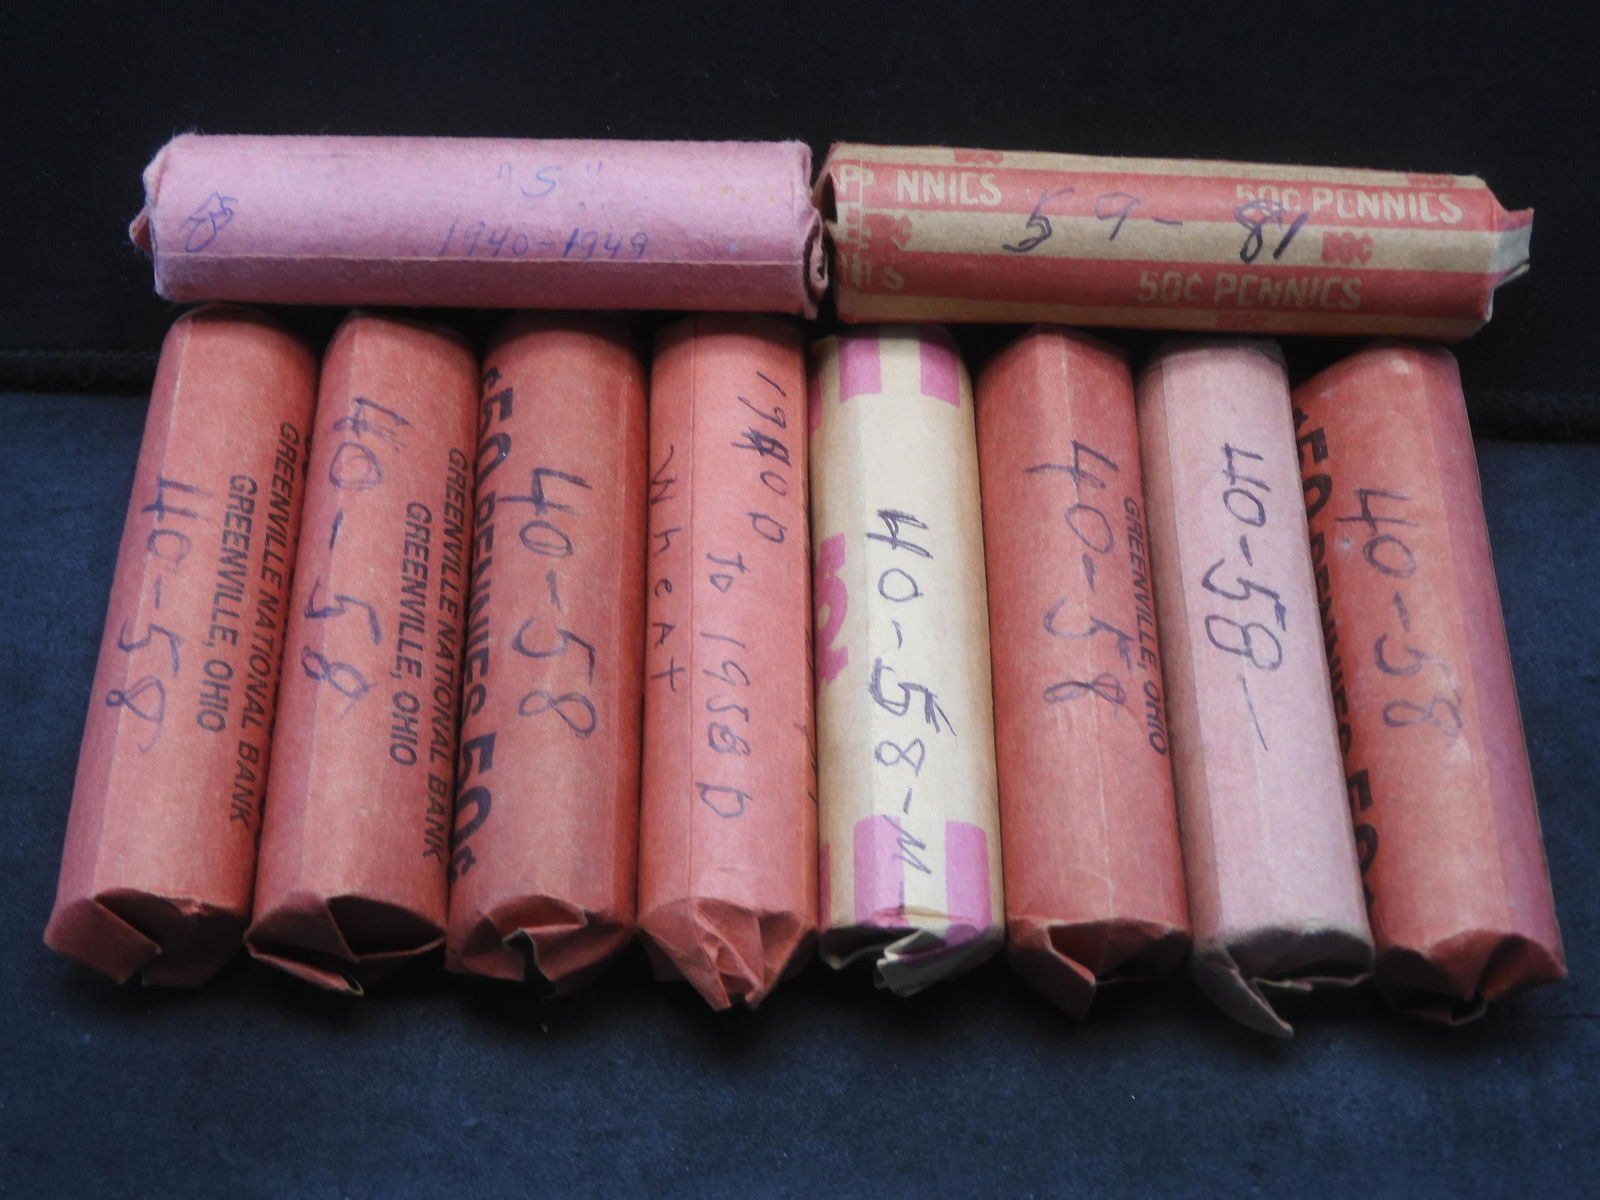 "S"
1940-1949
NNIES
50¢ PENNIES
59-81
50¢
50¢ PENNIES
40-58
GREENVILLE NATIONAL BANK
GREENVILLE, OHIO
40-58
GREENVILLE NATIONAL BANK
GREENVILLE, OHIO
¢50 PENNIES 50¢
40-58
1940 D
To 1958 D
WheAT
40-58-M
40-58
GREENVILLE, OHIO
40-58-
40-58